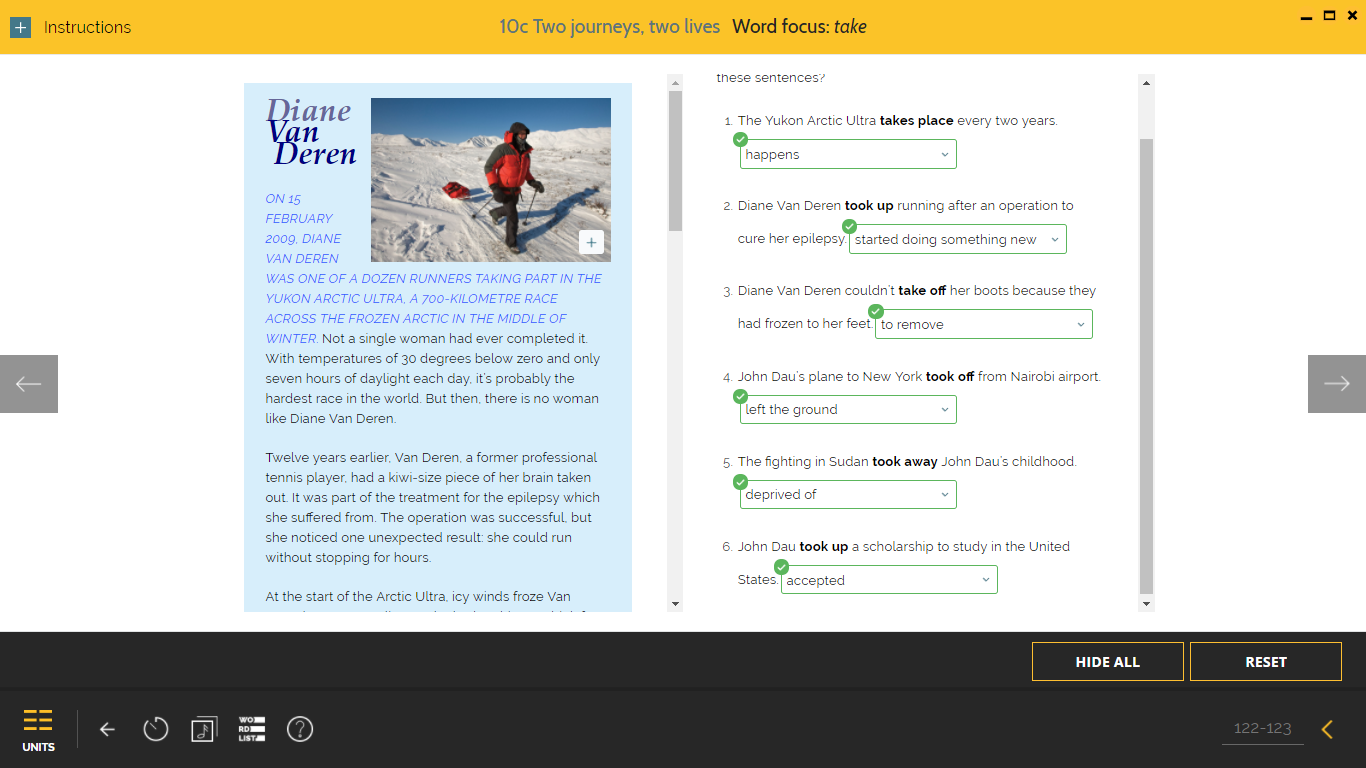 Instructions
10c Two journeys, two lives Word focus: take
Diane
Van
Deren
ON 15
FEBRUARY
2009, DIANE
VAN DEREN
WAS ONE OF A DOZEN RUNNERS TAKING PART IN THE
YUKON ARCTIC ULTRA, A 700-KILOMETRE RACE
ACROSS THE FROZEN ARCTIC IN THE MIDDLE OF
WINTER. Not a single woman had ever completed it.
With temperatures of 30 degrees below zero and only
seven hours of daylight each day, it's probably the
hardest race in the world. But then, there is no woman
like Diane Van Deren.
Twelve years earlier, Van Deren, a former professional
tennis player, had a kiwi-size piece of her brain taken
out. It was part of the treatment for the epilepsy which
she suffered from. The operation was successful, but
she noticed one unexpected result: she could run
without stopping for hours.
At the start of the Arctic Ultra, icy winds froze Van
these sentences?
1. The Yukon Arctic Ultra takes place every two years.
happens
2. Diane Van Deren took up running after an operation to
cure her epilepsy. started doing something new
3. Diane Van Deren couldn't take off her boots because they
had frozen to her feet. to remove
4. John Dau's plane to New York took off from Nairobi airport.
left the ground
5. The fighting in Sudan took away John Dau's childhood.
deprived of
6. John Dau took up a scholarship to study in the United
States. accepted
HIDE ALL RESET
UNITS
WO
RD
LIST
?
122-123